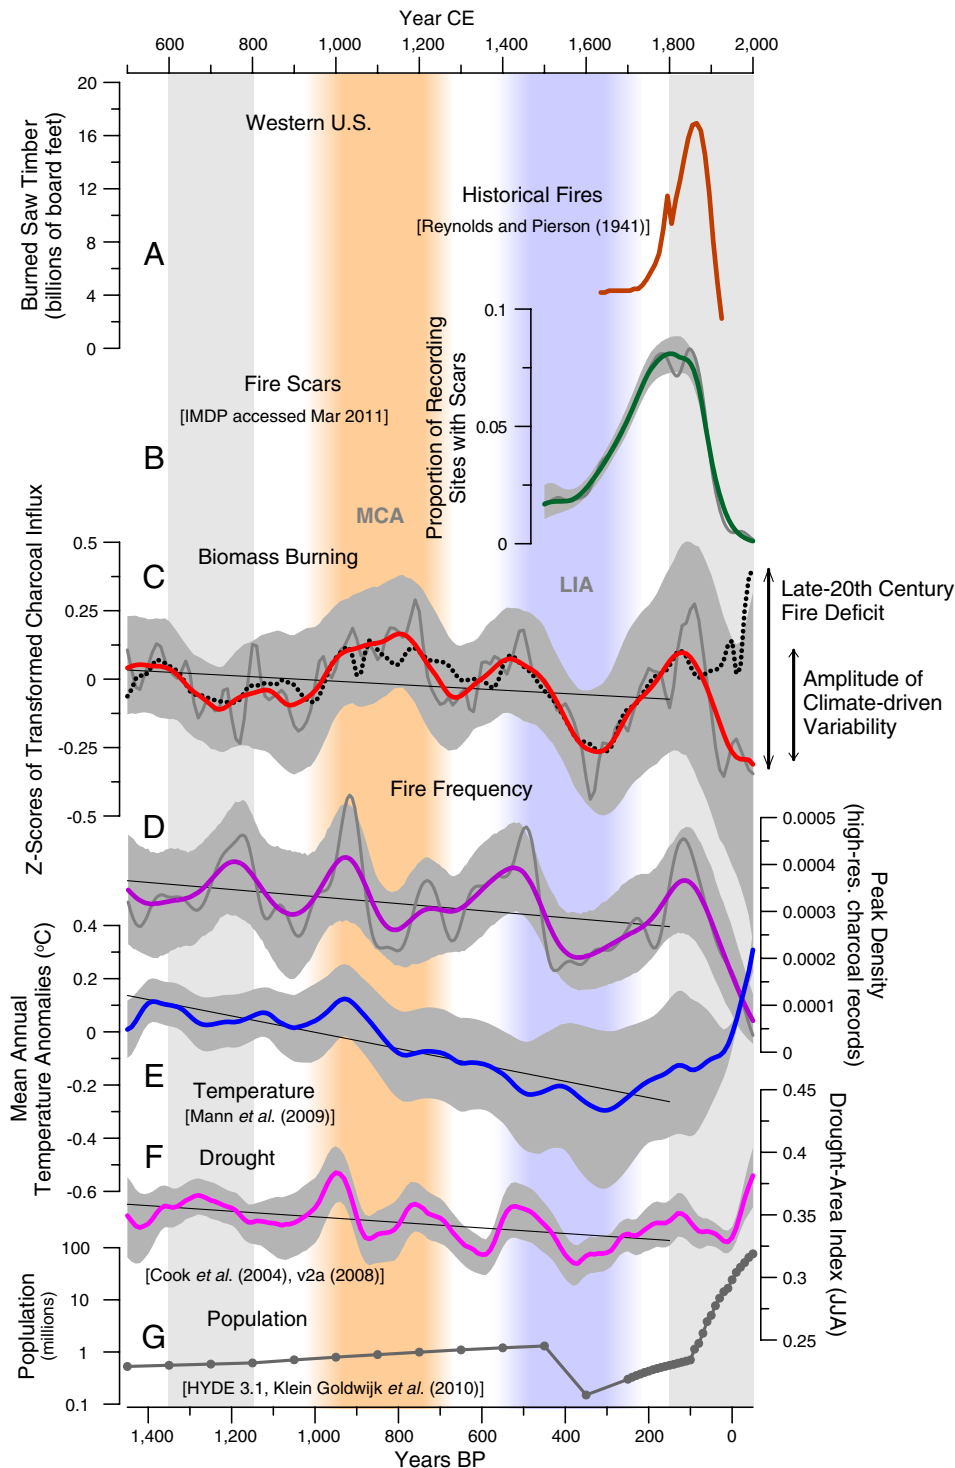 Year CE
600 800 1,000 1,200 1,400 1,600 1,800 2,000
20
16
12
8
4
0
Burned Saw Timber
(billions of board feet)
Western U.S.
A
Historical Fires
[Reynolds and Pierson (1941)]
0.1
0.05
0
Proportion of Recording
Sites with Scars
Fire Scars
[IMDP accessed Mar 2011]
B
MCA
LIA
0.5
0.25
0
-0.25
-0.5
Z-Scores of Transformed Charcoal Influx
C
Biomass Burning
Late-20th Century
Fire Deficit
Amplitude of
Climate-driven
Variability
Fire Frequency
D
0.0005
0.0004
0.0003
0.0002
0.0001
0
Peak Density
(high-res. charcoal records)
0.4
0.2
0
-0.2
-0.4
-0.6
Mean Annual
Temperature Anomalies (ºC)
E
Temperature
[Mann et al. (2009)]
F
Drought
0.45
0.40
0.35
0.30
0.25
Drought-Area Index (JJA)
[Cook et al. (2004), v2a (2008)]
100
10
1
0.1
Poplulation
(millions)
G
Population
[HYDE 3.1, Klein Goldwijk et al. (2010)]
1,400 1,200 1,000 800 600 400 200 0
Years BP